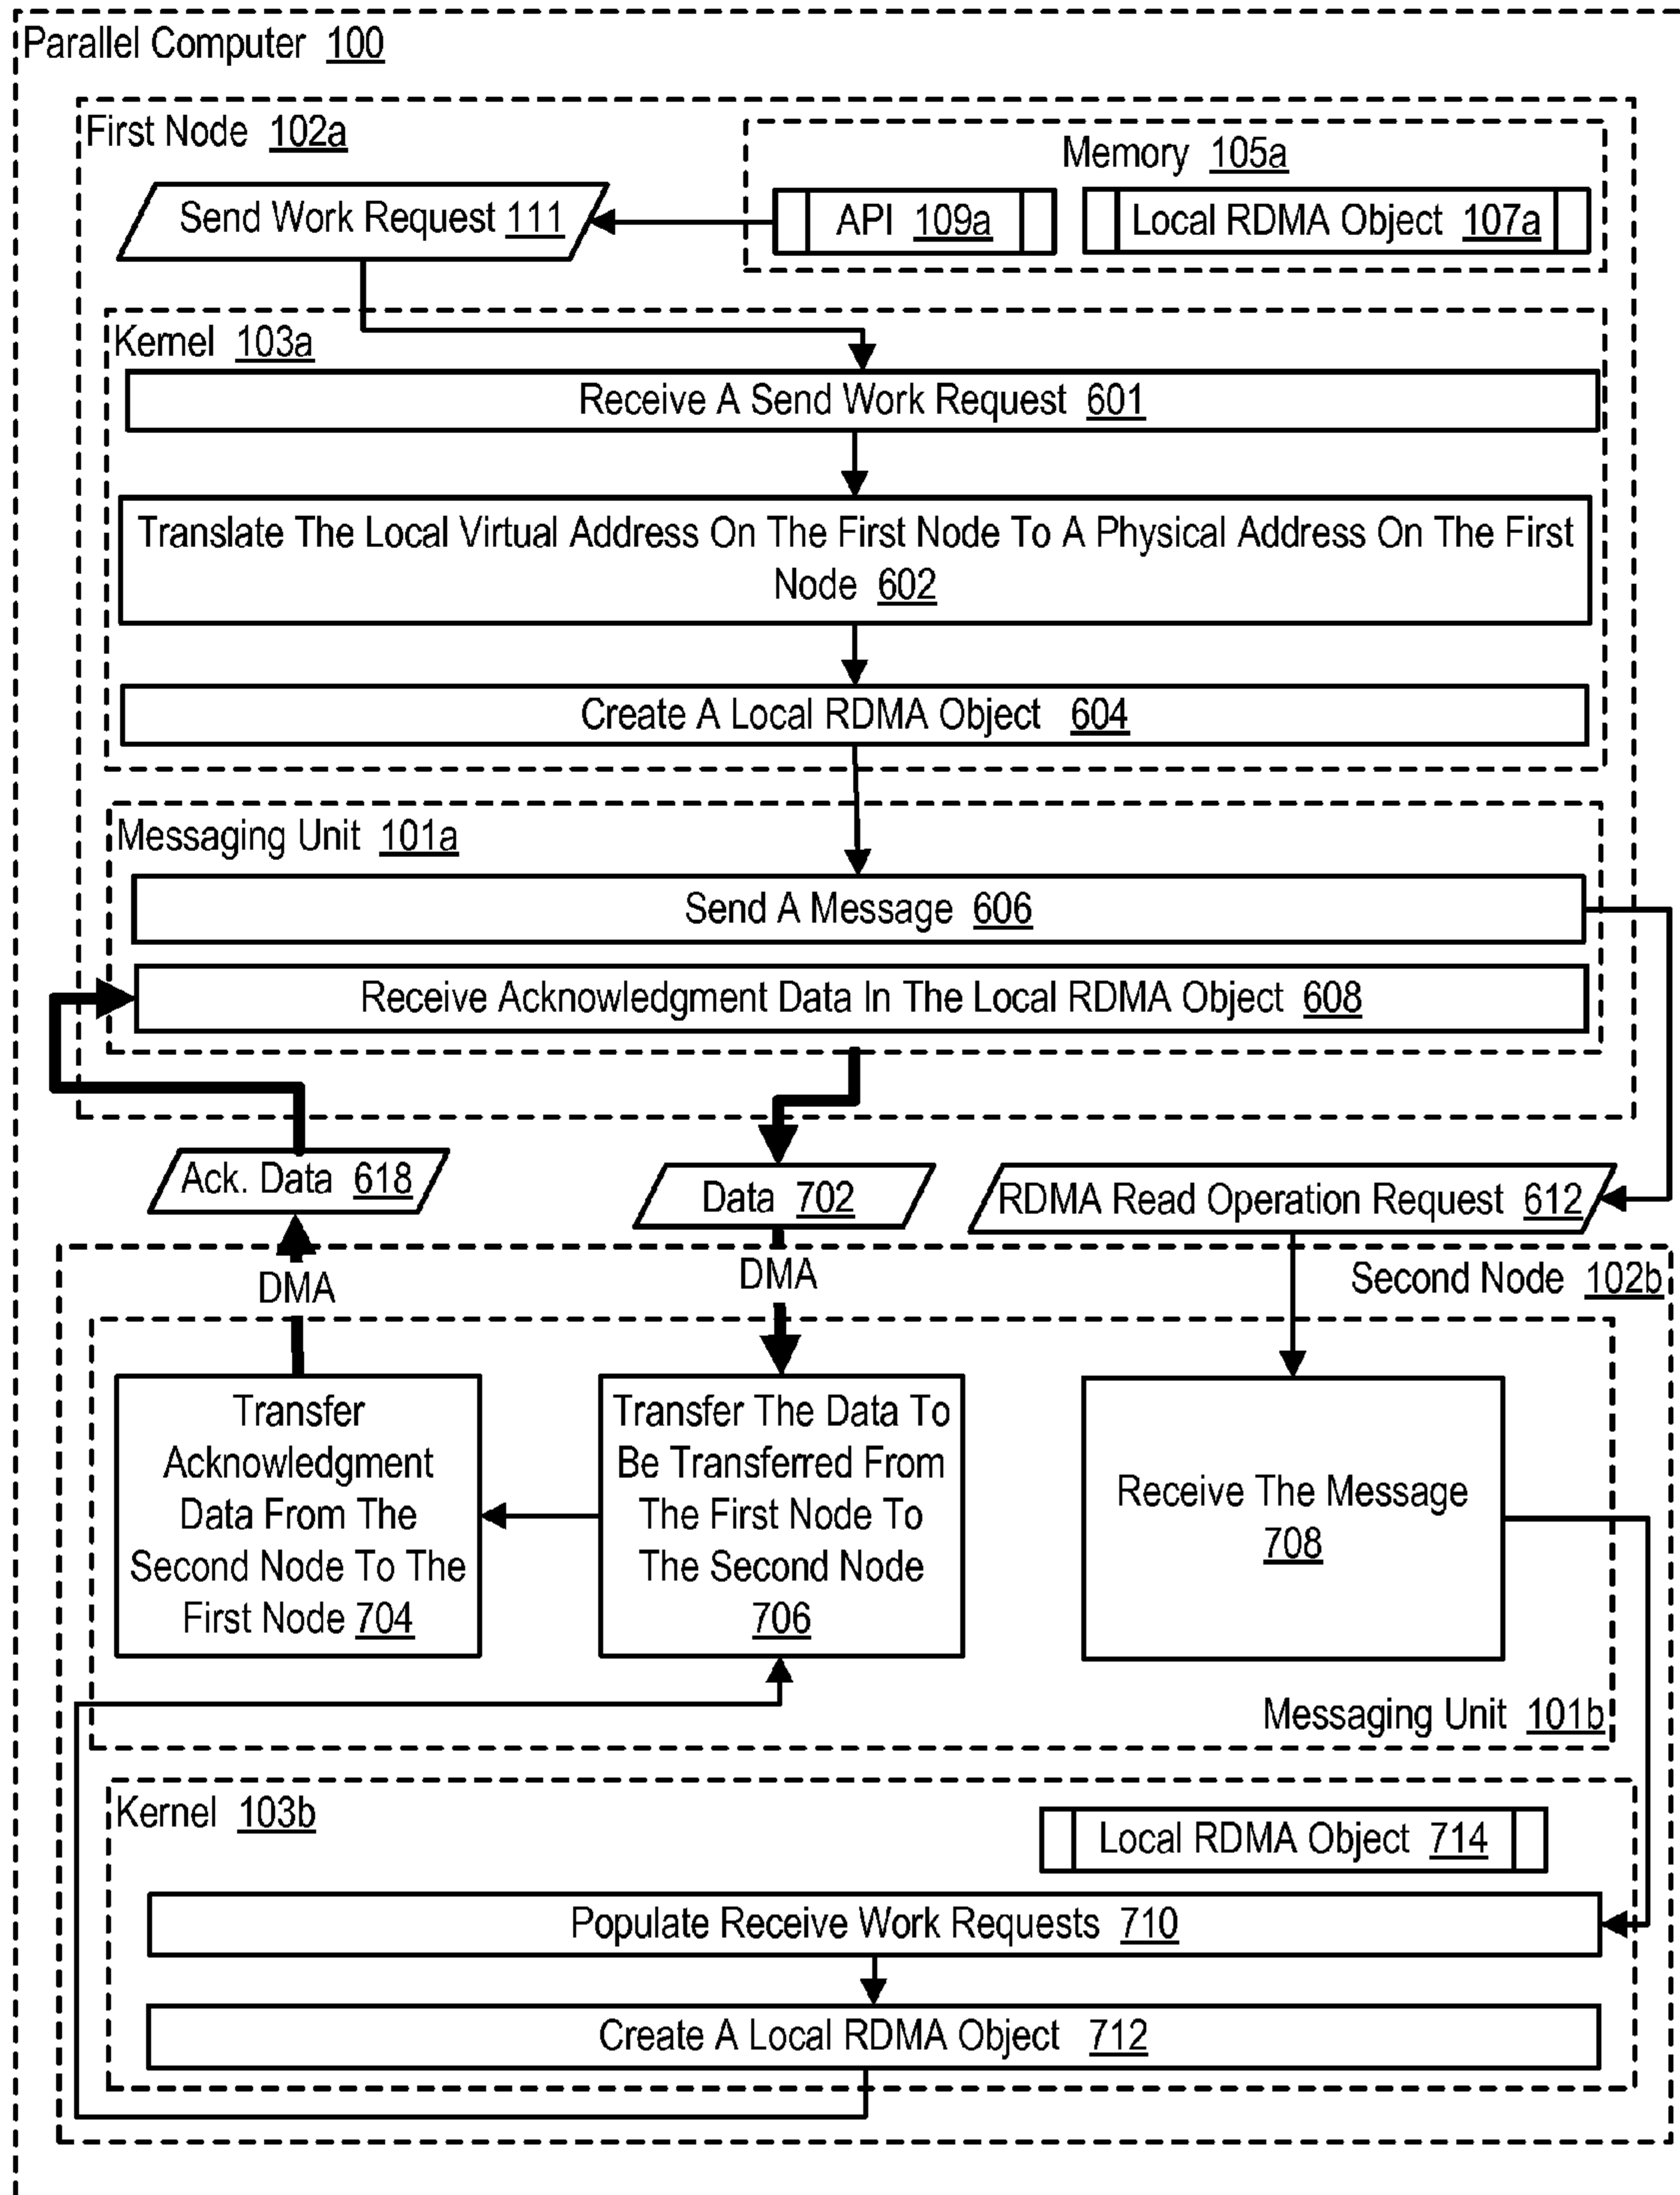 Parallel Computer 100
First Node 102a
Memory 105a
Send Work Request 111
API 109a
Local RDMA Object 107a
Kernel 103a
Receive A Send Work Request 601
Translate The Local Virtual Address On The First Node To A Physical Address On The First
Node 602
Create A Local RDMA Object 604
Messaging Unit 101a
Send A Message 606
Receive Acknowledgment Data In The Local RDMA Object 608
Ack. Data 618
Data 702
RDMA Read Operation Request 612
DMA
DMA
Second Node 102b
Transfer
Acknowledgment
Data From The
Second Node To The
First Node 704
Transfer The Data To
Be Transferred From
The First Node To
The Second Node
706
Receive The Message
708
Messaging Unit 101b
Kernel 103b
Local RDMA Object 714
Populate Receive Work Requests 710
Create A Local RDMA Object 712